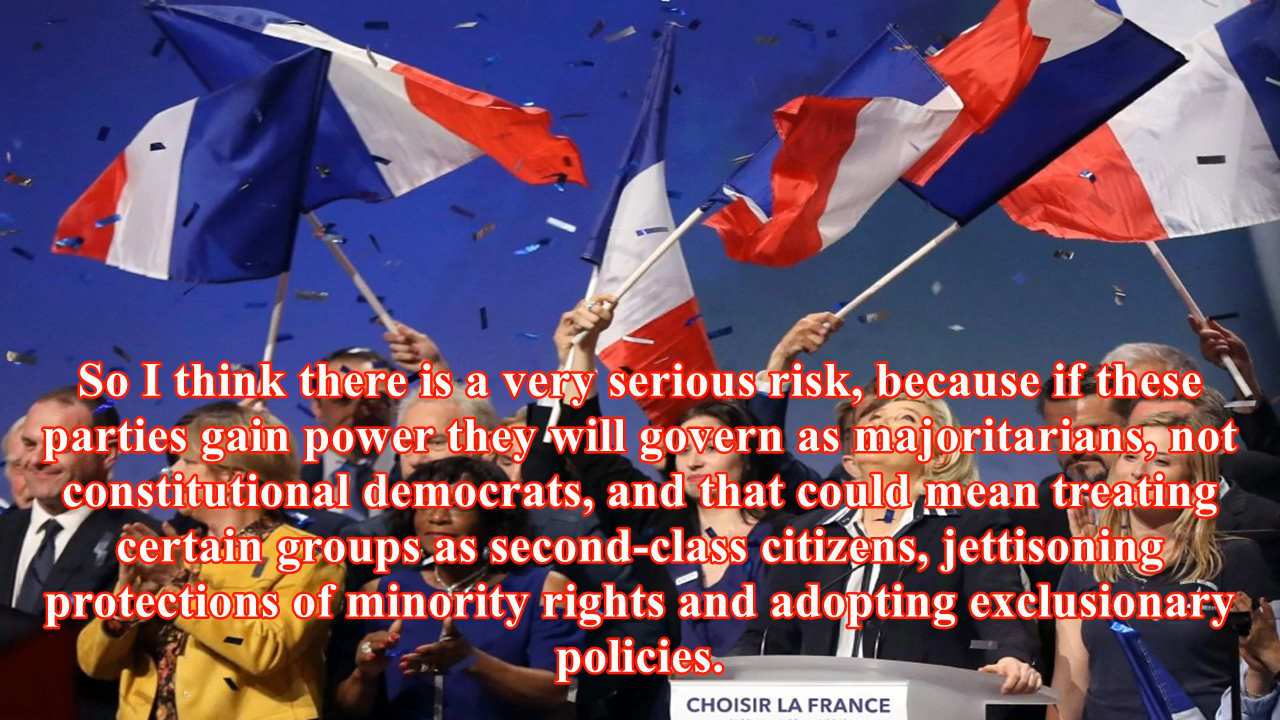 So I think there is a very serious risk, because if these
parties gain power they will govern as majoritarians, not
constitutional democrats, and that could mean treating
certain groups as second-class citizens, jettisoning
protections of minority rights and adopting exclusionary
policies.
CHOISIR LA FRANCE